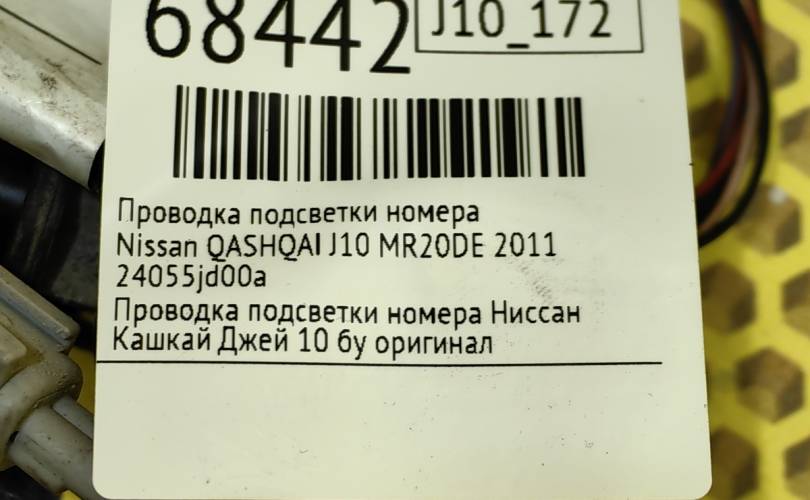 68442
J10_172
Проводка подсветки номера
Nissan QASHQAI J10 MR20DE 2011
24055jd00a
Проводка подсветки номера Ниссан
Кашкай Джей 10 бу оригинал